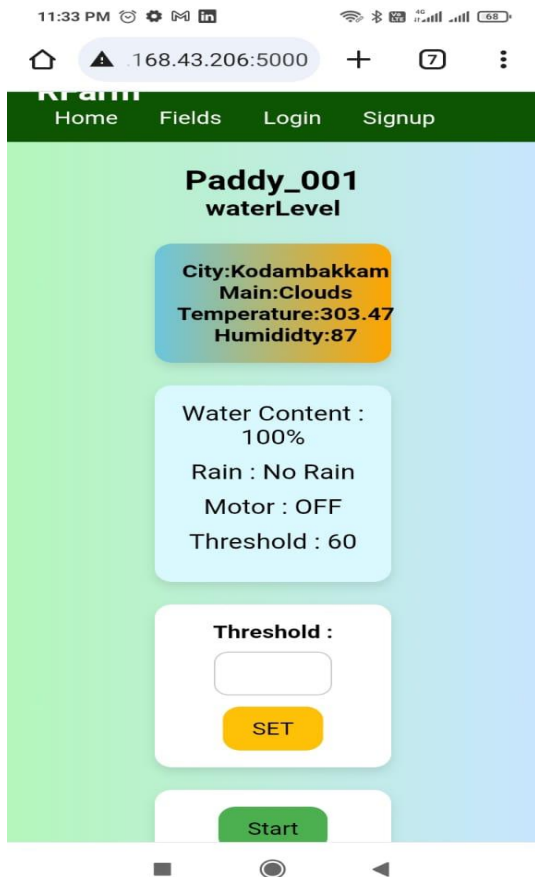 11:33 PM
4G
68
.168.43.206:5000
7
Home Fields Login Signup
Paddy_001
waterLevel
City:Kodambakkam
Main:Clouds
Temperature:303.47
Humididty:87
Water Content :
100%
Rain : No Rain
Motor : OFF
Threshold : 60
Threshold :
SET
Start